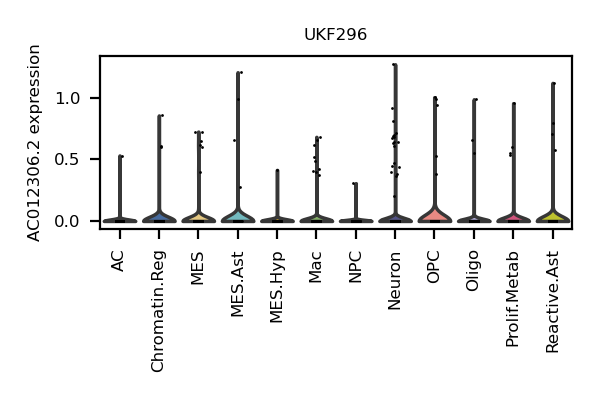 UKF296
AC012306.2 expression
1.0
0.5
0.0
AC
Chromatin.Reg
MES
MES.Ast
MES.Hyp
Mac
NPC
Neuron
OPC
Oligo
Prolif.Metab
Reactive.Ast